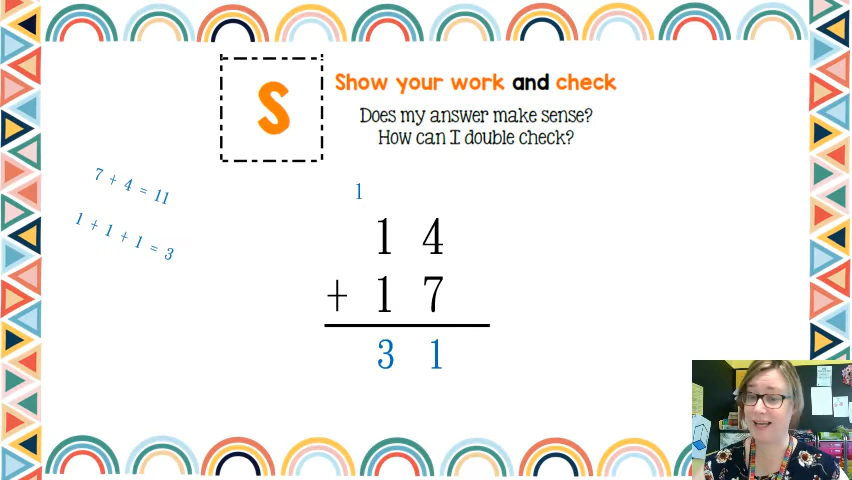 S
Show your work and check
Does my answer make sense?
How can I double check?
7 + 4 = 11
1 + 1 + 1 = 3
1
1 4
+ 1 7
3 1